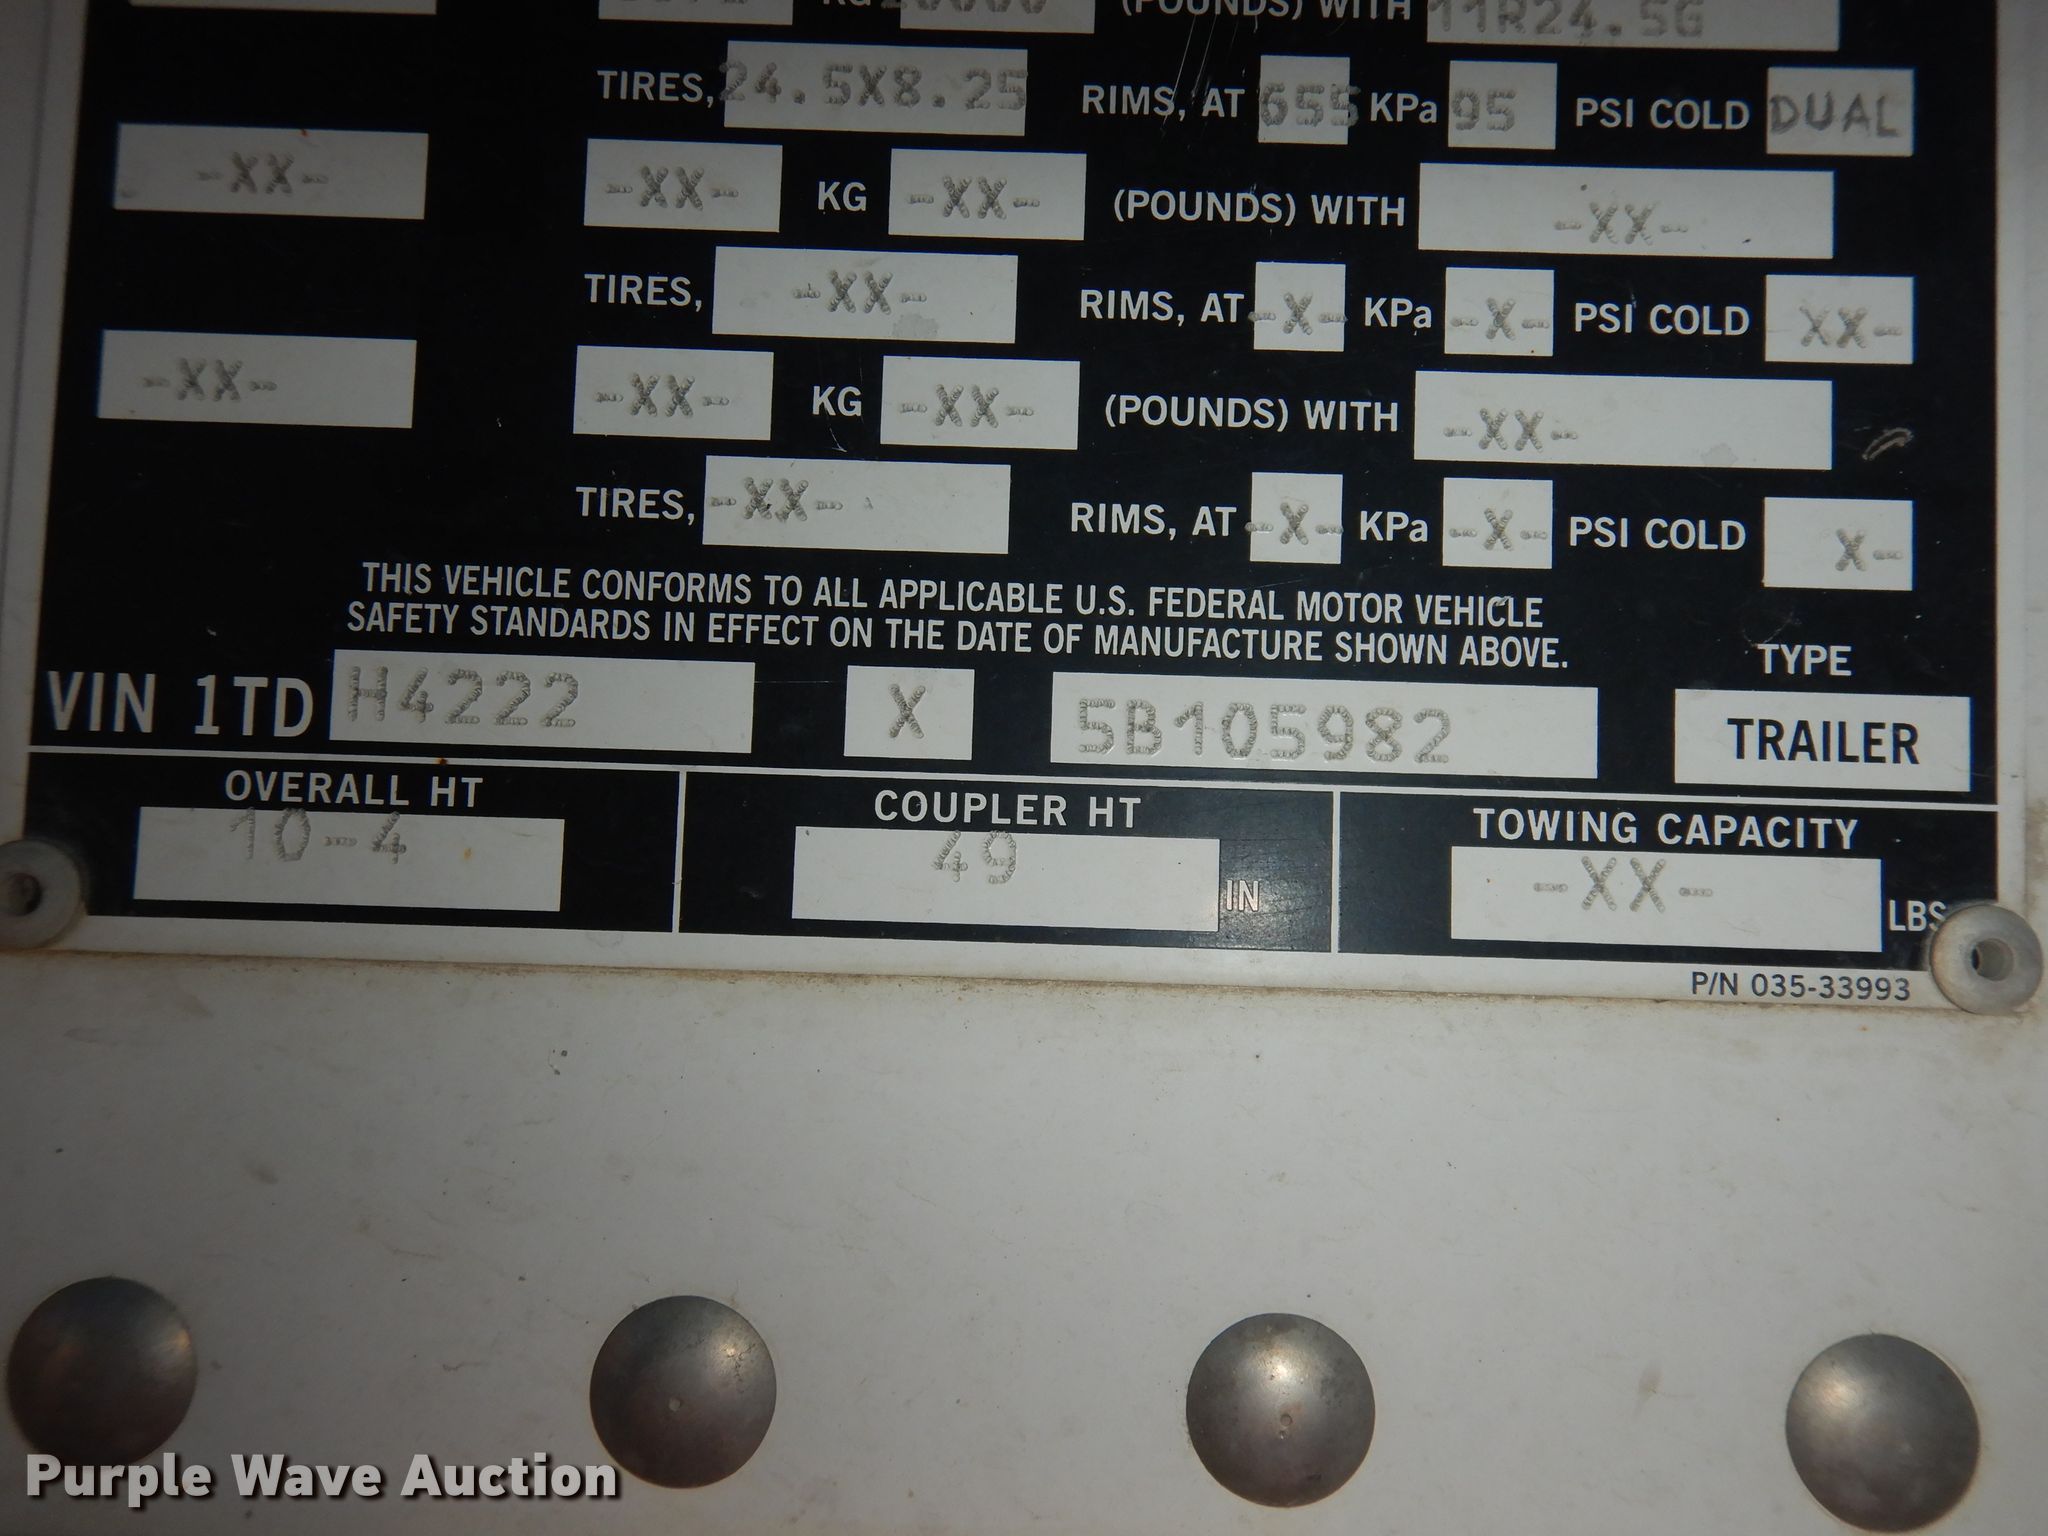 KG 20000 (POUNDS) WITH 11R24.5G
TIRES, 24.5X8.25 RIMS, AT 655 KPa 95 PSI COLD DUAL
-XX- -XX- KG -XX- (POUNDS) WITH -XX-
TIRES, -XX- RIMS, AT -X- KPa -X- PSI COLD XX-
-XX- -XX- KG -XX- (POUNDS) WITH -XX-
TIRES, -XX- RIMS, AT -X- KPa -X- PSI COLD X-
THIS VEHICLE CONFORMS TO ALL APPLICABLE U.S. FEDERAL MOTOR VEHICLE
SAFETY STANDARDS IN EFFECT ON THE DATE OF MANUFACTURE SHOWN ABOVE.
TYPE
VIN 1TD H4222 X 5B105982 TRAILER
OVERALL HT COUPLER HT TOWING CAPACITY
10-4 49 IN -XX- LBS
P/N 035-33993
Purple Wave Auction